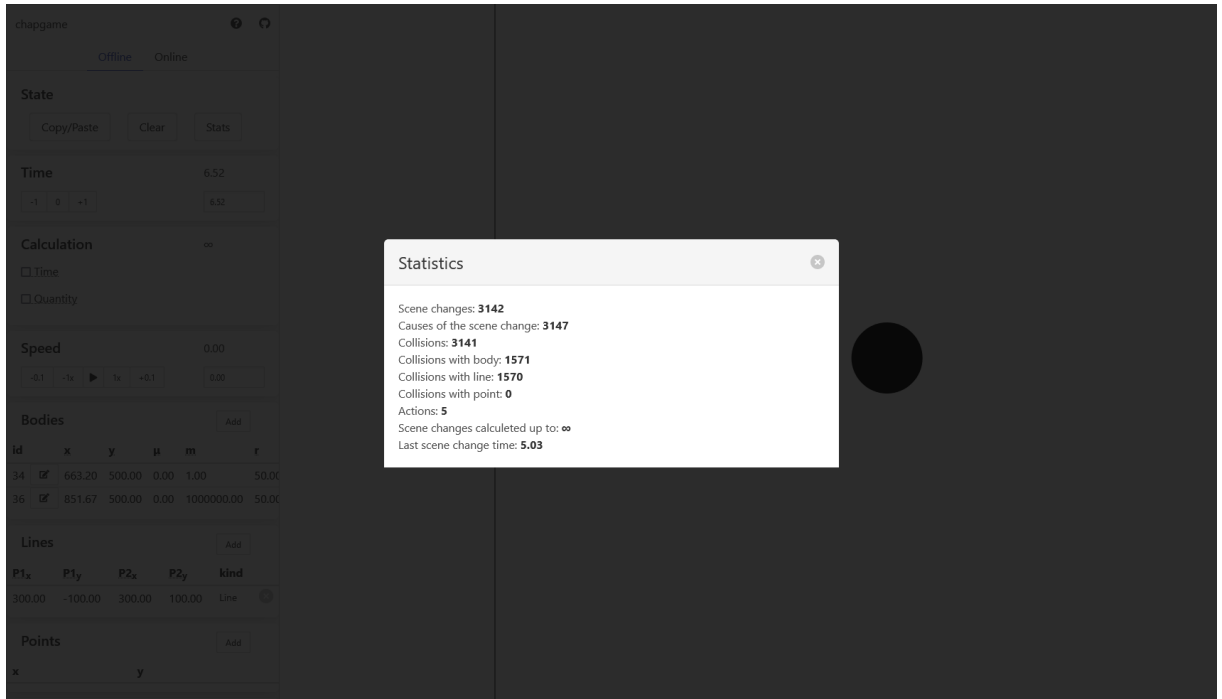 chapgame
Offline Online
State
Copy/Paste Clear Stats
Time 6.52
-1 0 +1 6.52
Calculation ∞
Time
Quantity
Speed 0.00
-0.1 -1x 1x +0.1 0.00
Bodies Add
id x y μ m r
34 663.20 500.00 0.00 1.00 50.00
36 851.67 500.00 0.00 1000000.00 50.00
Lines Add
P1x P1y P2x P2y kind
300.00 -100.00 300.00 100.00 Line
Points Add
x y
Statistics
Scene changes: 3142
Causes of the scene change: 3147
Collisions: 3141
Collisions with body: 1571
Collisions with line: 1570
Collisions with point: 0
Actions: 5
Scene changes calculeted up to: ∞
Last scene change time: 5.03